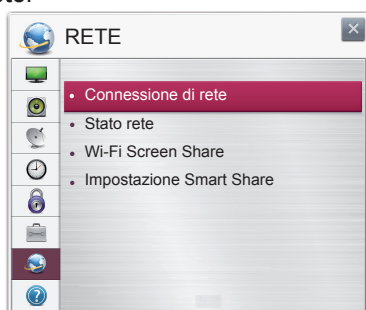 RETE
Connessione di rete
Stato rete
Wi-Fi Screen Share
Impostazione Smart Share